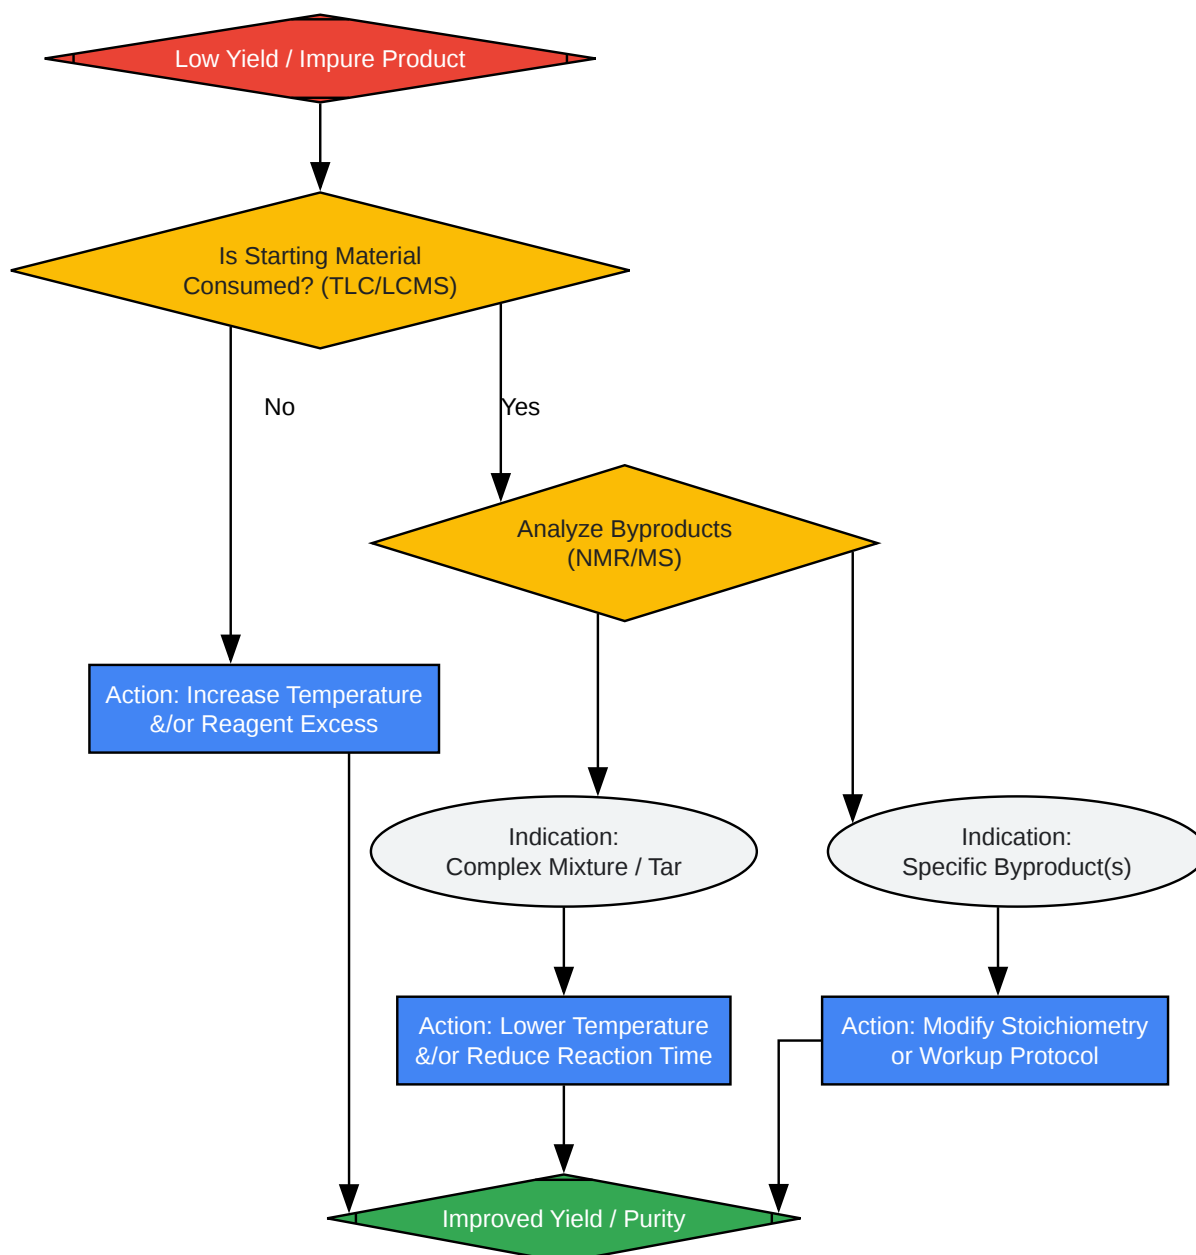 Low Yield / Impure Product
Is Starting Material
Consumed? (TLC/LCMS)
No
Yes
Analyze Byproducts
(NMR/MS)
Action: Increase Temperature
&/or Reagent Excess
Indication:
Complex Mixture / Tar
Indication:
Specific Byproduct(s)
Action: Lower Temperature
&/or Reduce Reaction Time
Action: Modify Stoichiometry
or Workup Protocol
Improved Yield / Purity